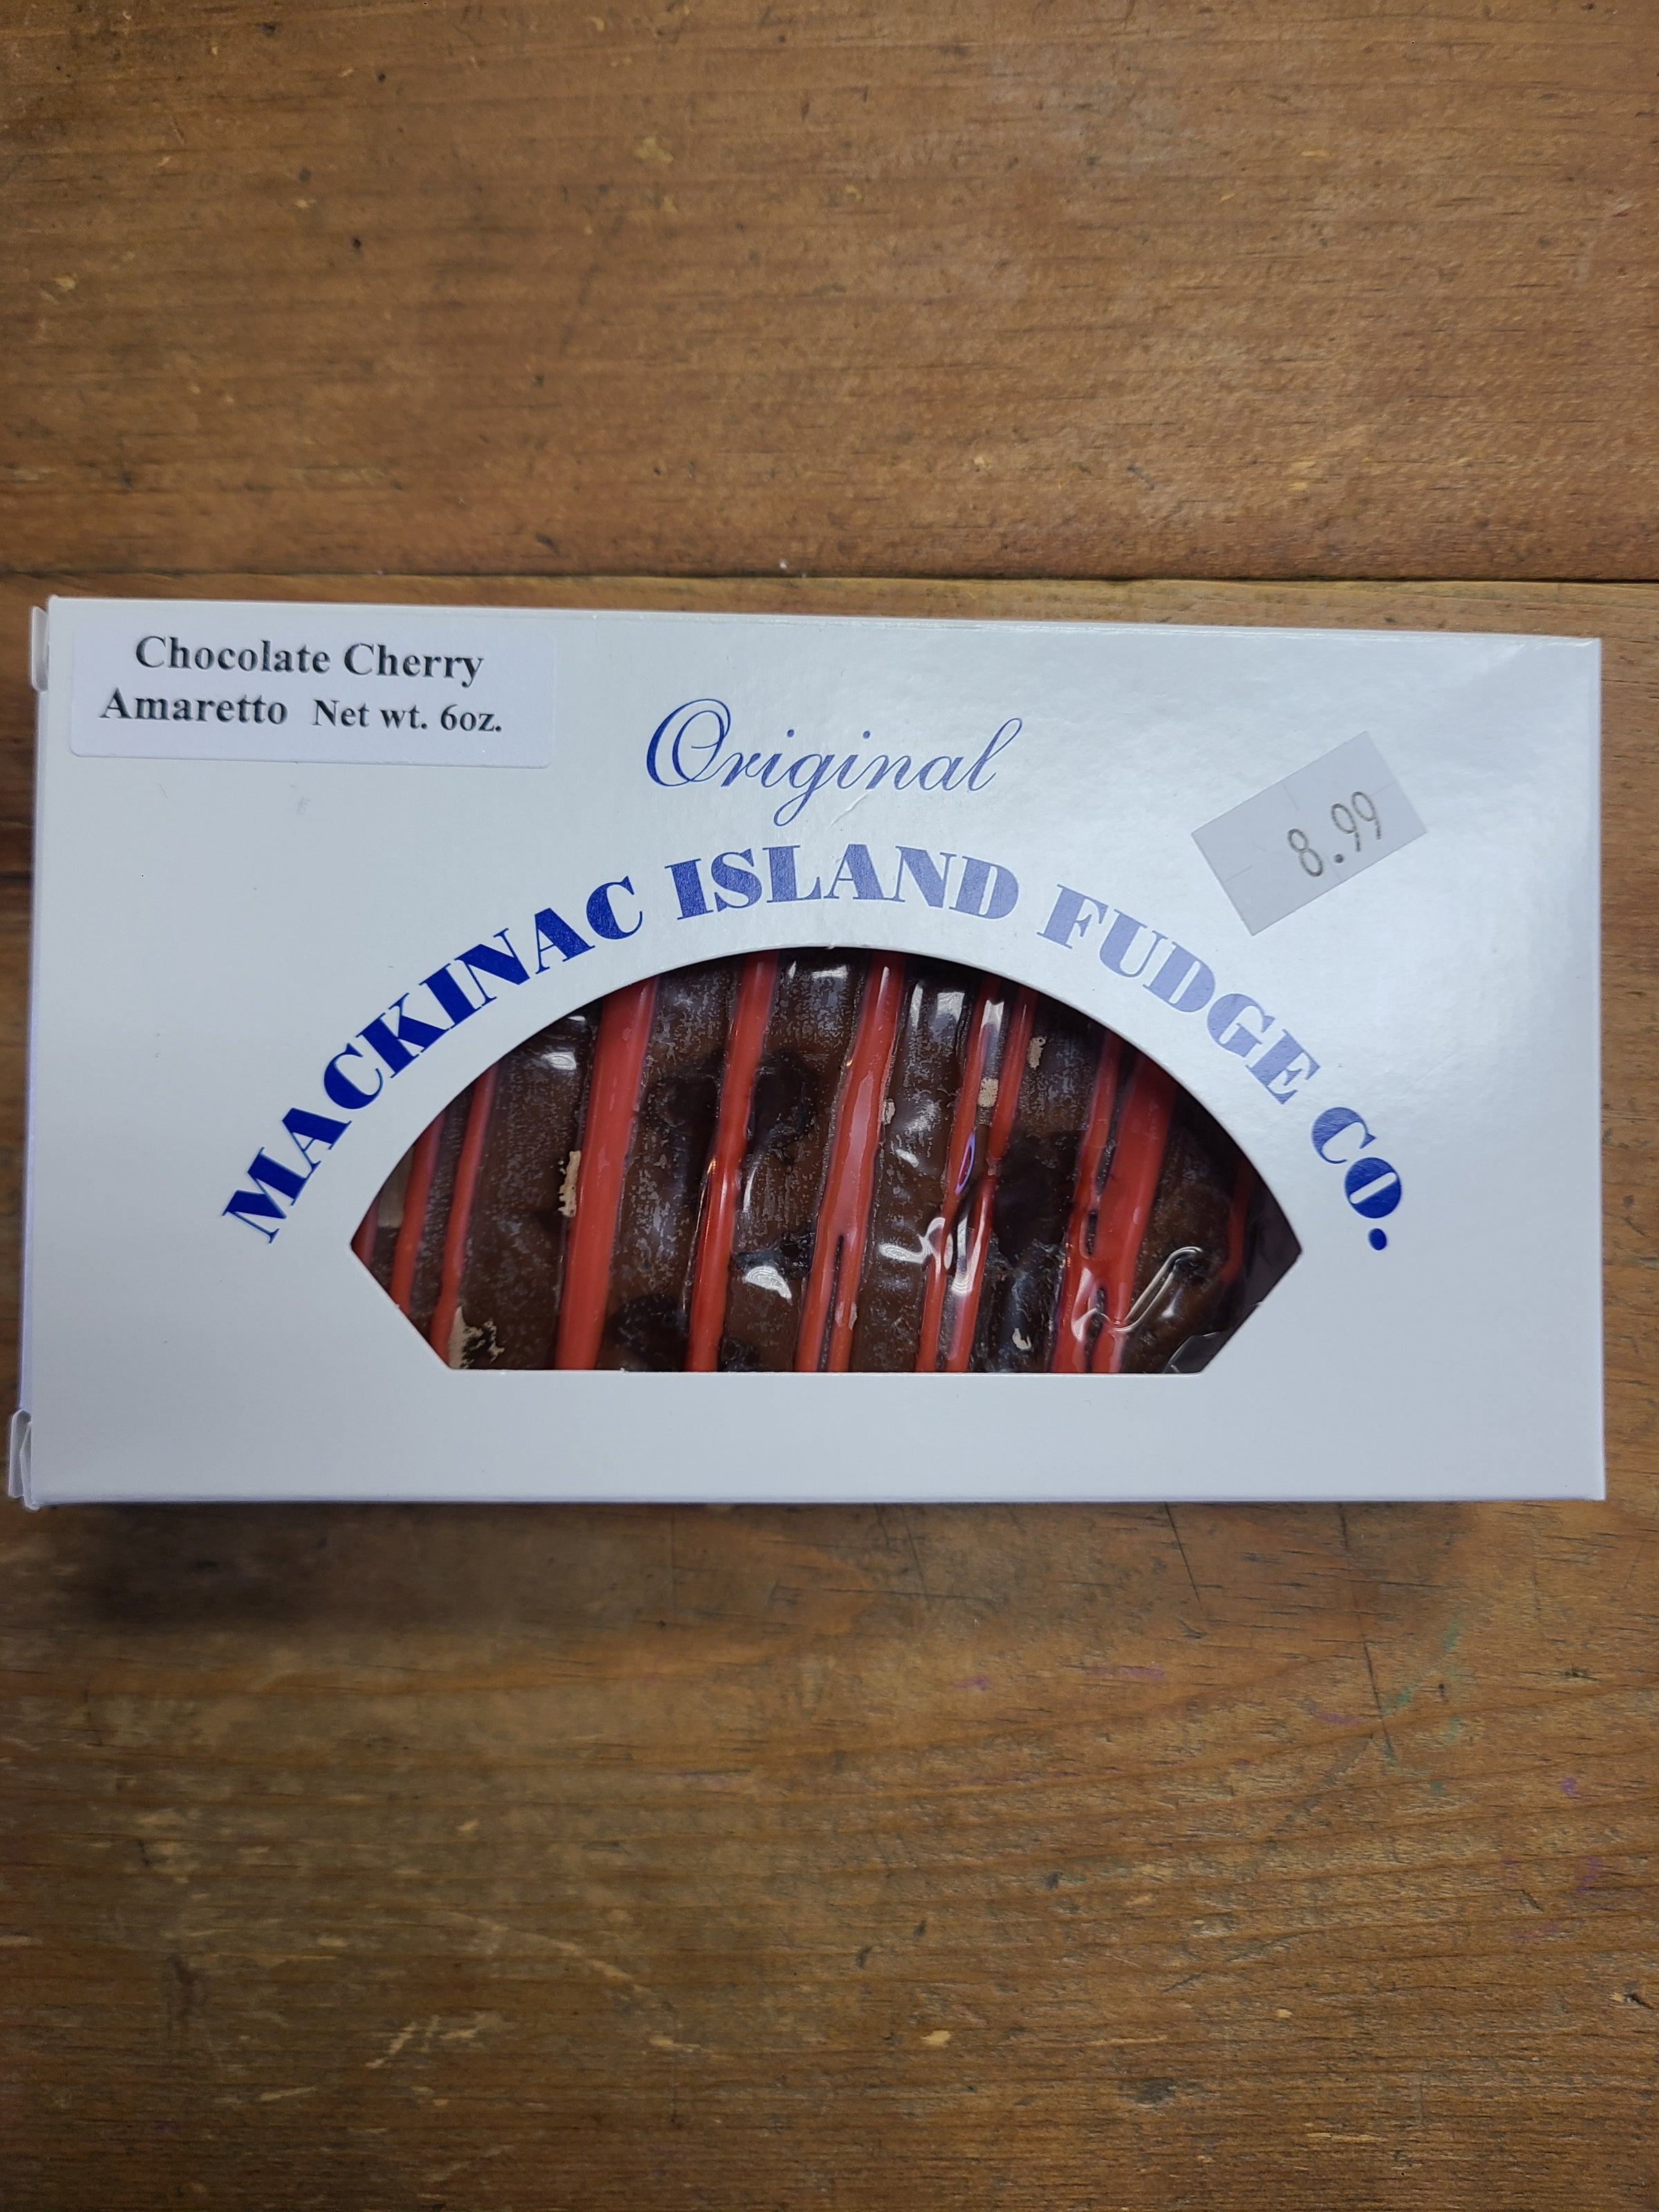 Chocolate Cherry
Amaretto Net wt. 6oz.
Original
MACKINAC ISLAND FUDGE CO.
8.99